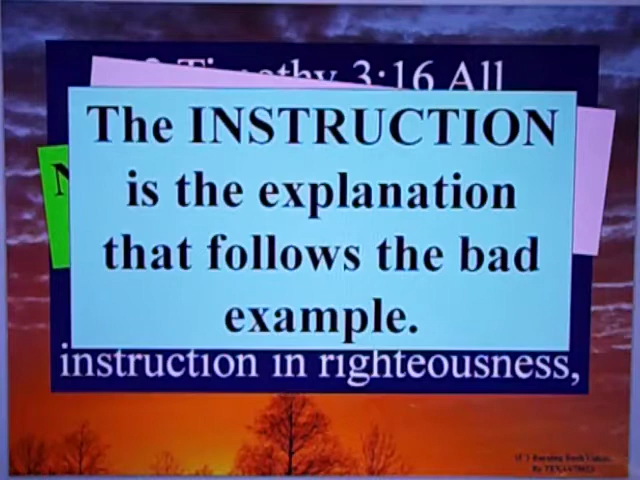 2 Timothy 3:16 All
The INSTRUCTION
is the explanation
that follows the bad
example.
N
instruction in righteousness,